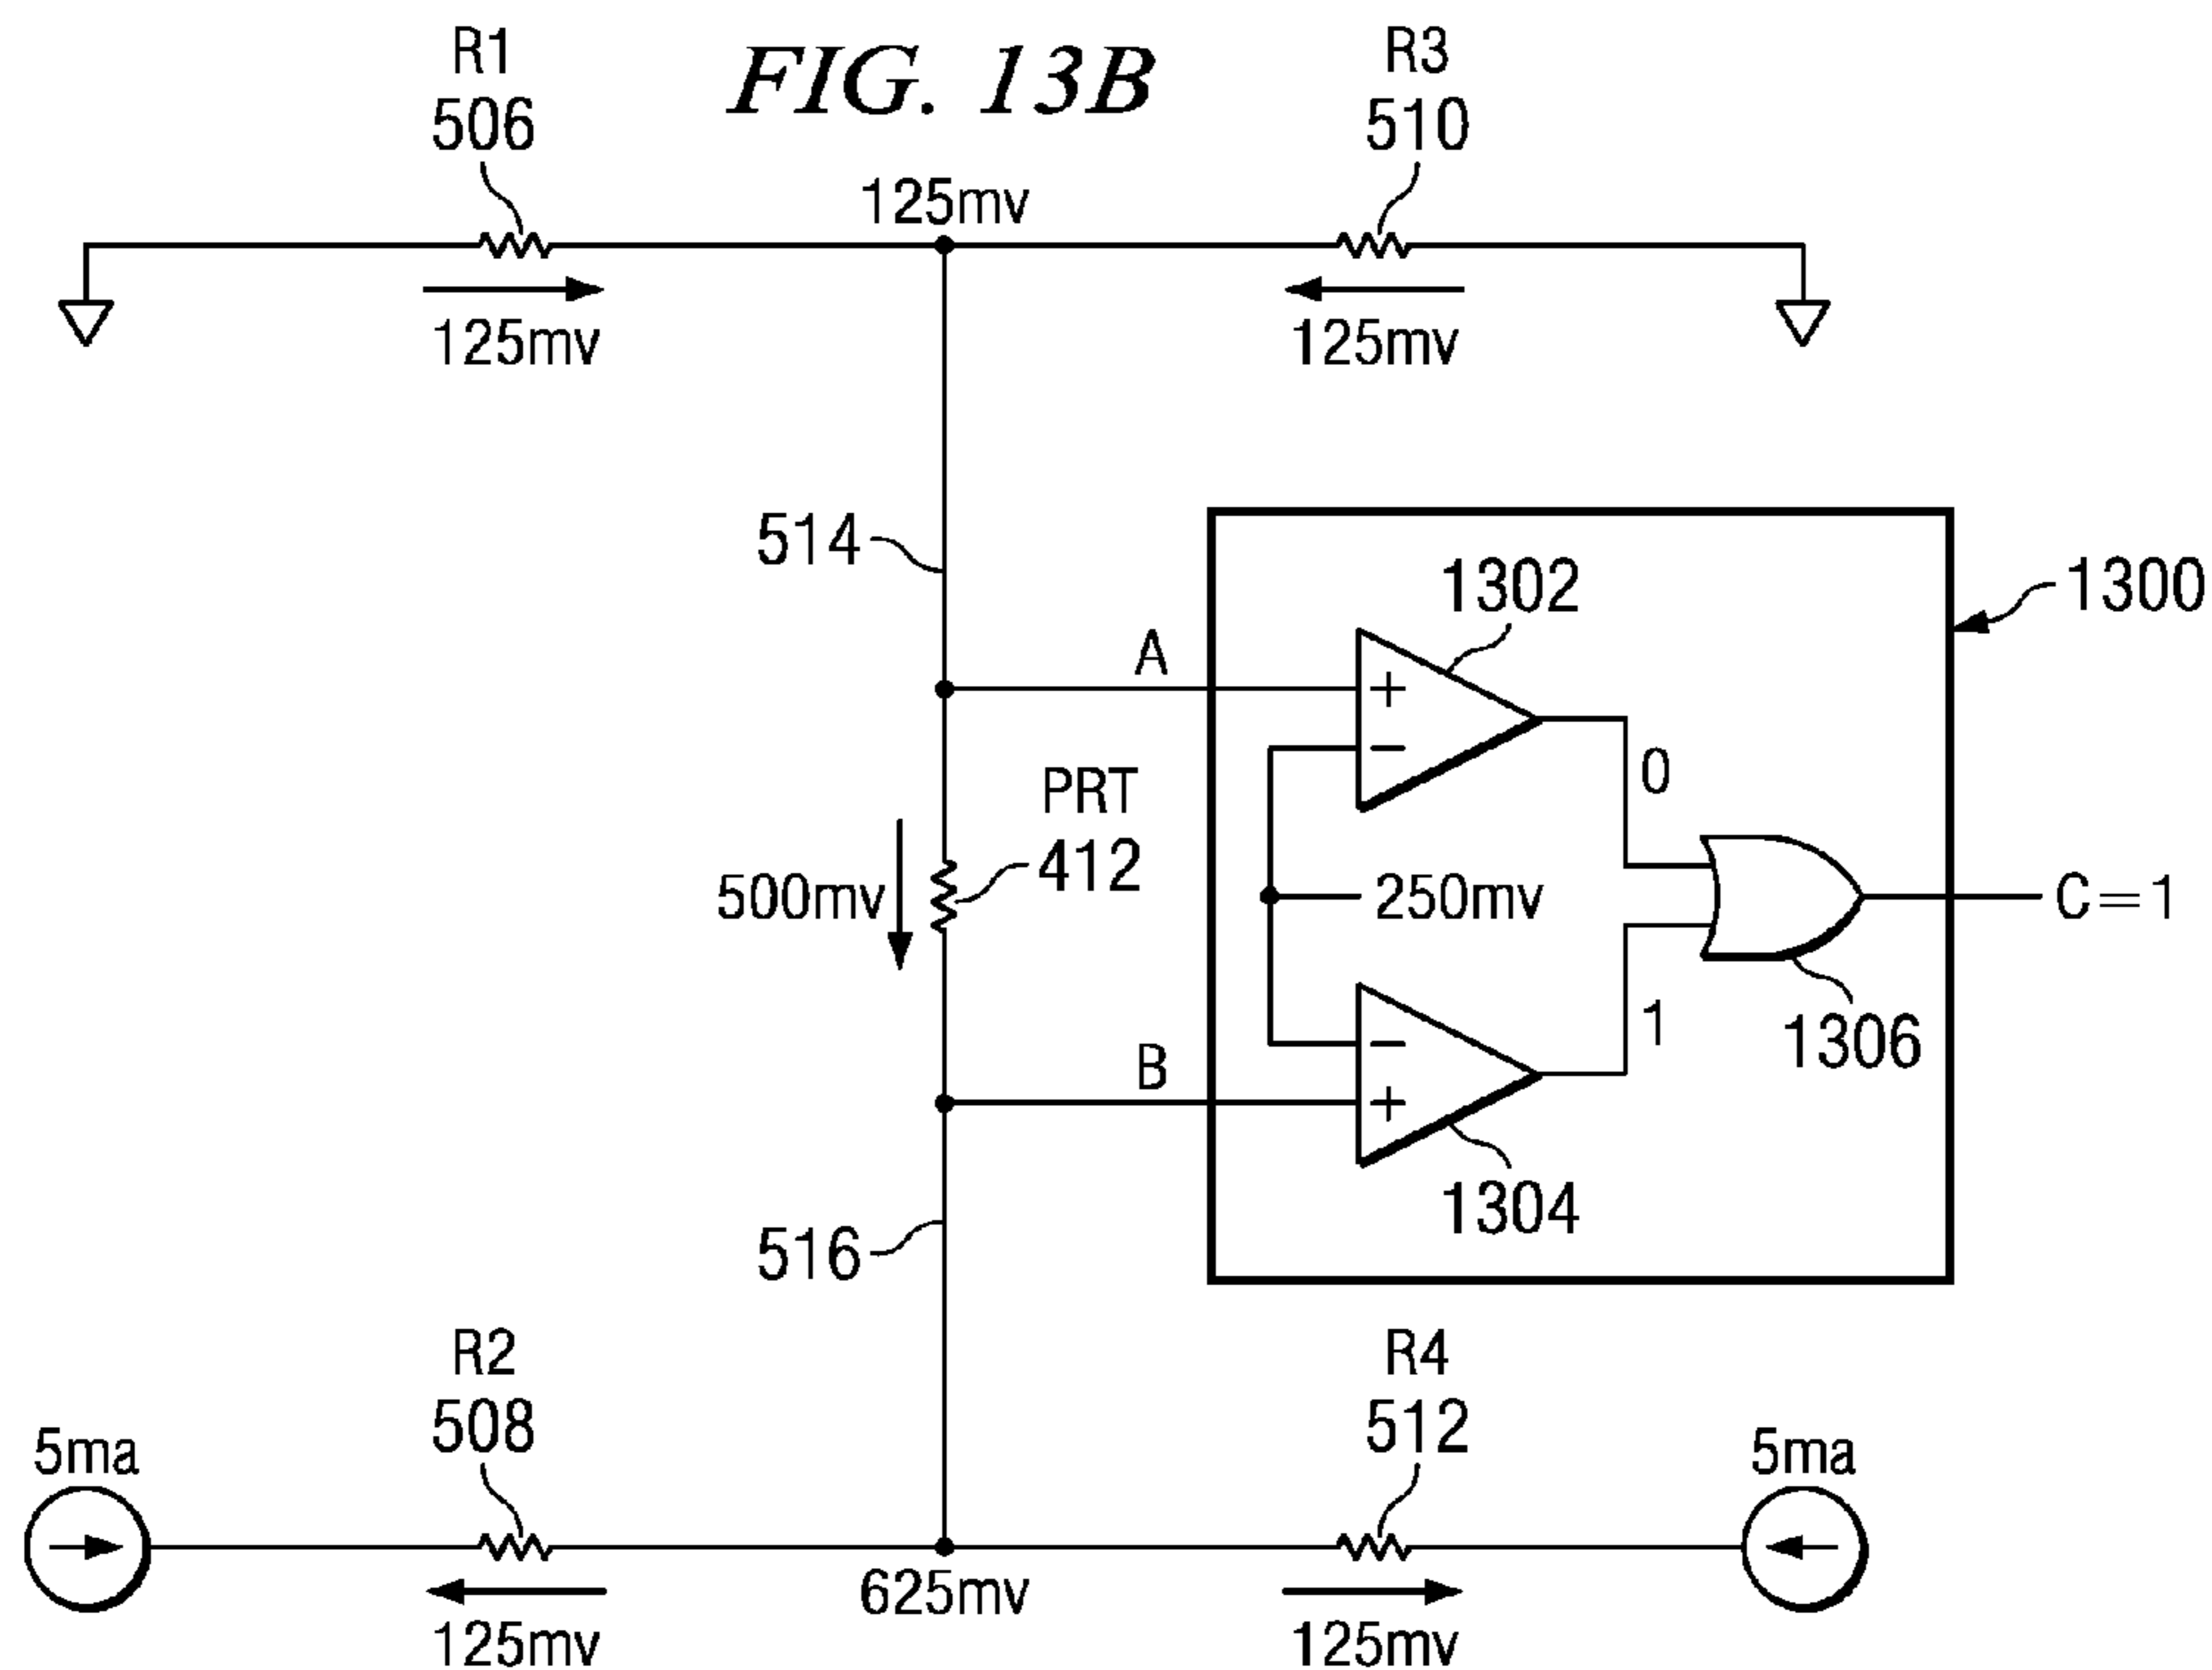 FIG. 13B
R1
506
R3
510
125mv
125mv
125mv
514
1302
1300
A
+
−
0
PRT
412
500mv
250mv
C=1
1306
1
B
−
+
1304
516
R2
508
R4
512
5ma
5ma
625mv
125mv
125mv